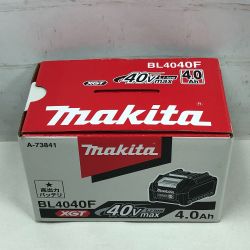 BL4040F
XGT 40Vmax 4.0Ah
makita
A-73841
makita
★
高出力
バッテリ
BL4040F
XGT 40Vmax 4.0Ah